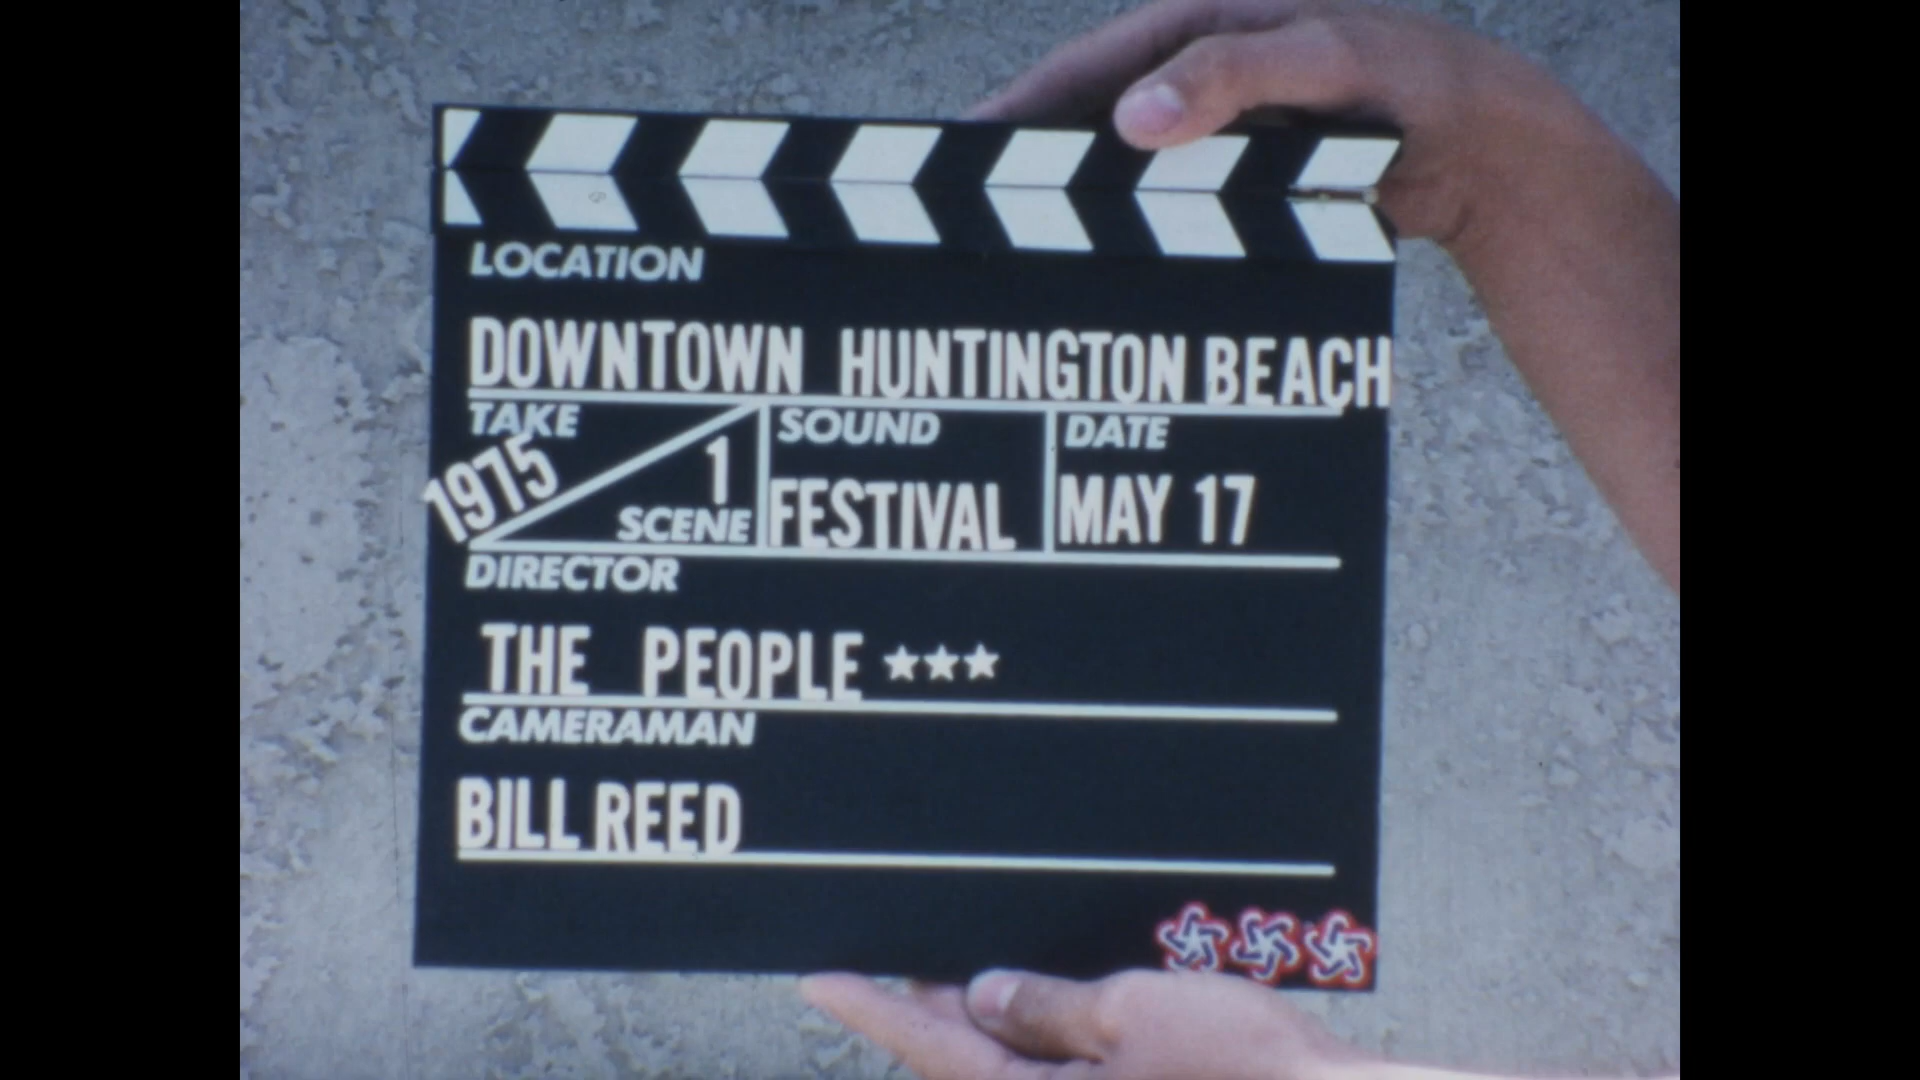 LOCATION
DOWNTOWN HUNTINGTON BEACH
TAKE
1975
1
SCENE
SOUND
FESTIVAL
DATE
MAY 17
DIRECTOR
THE PEOPLE ★★★
CAMERAMAN
BILL REED